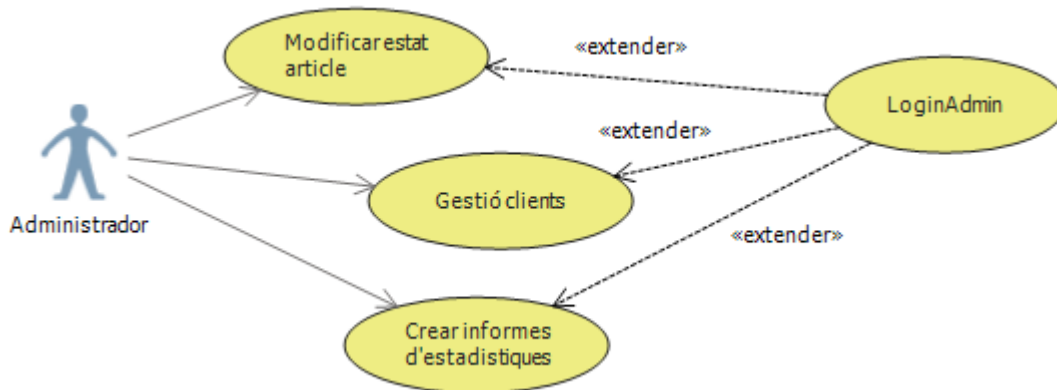 Modificar estat
article
«extender»
LoginAdmin
«extender»
Gestió clients
Administrador
«extender»
Crear informes
d'estadistiques